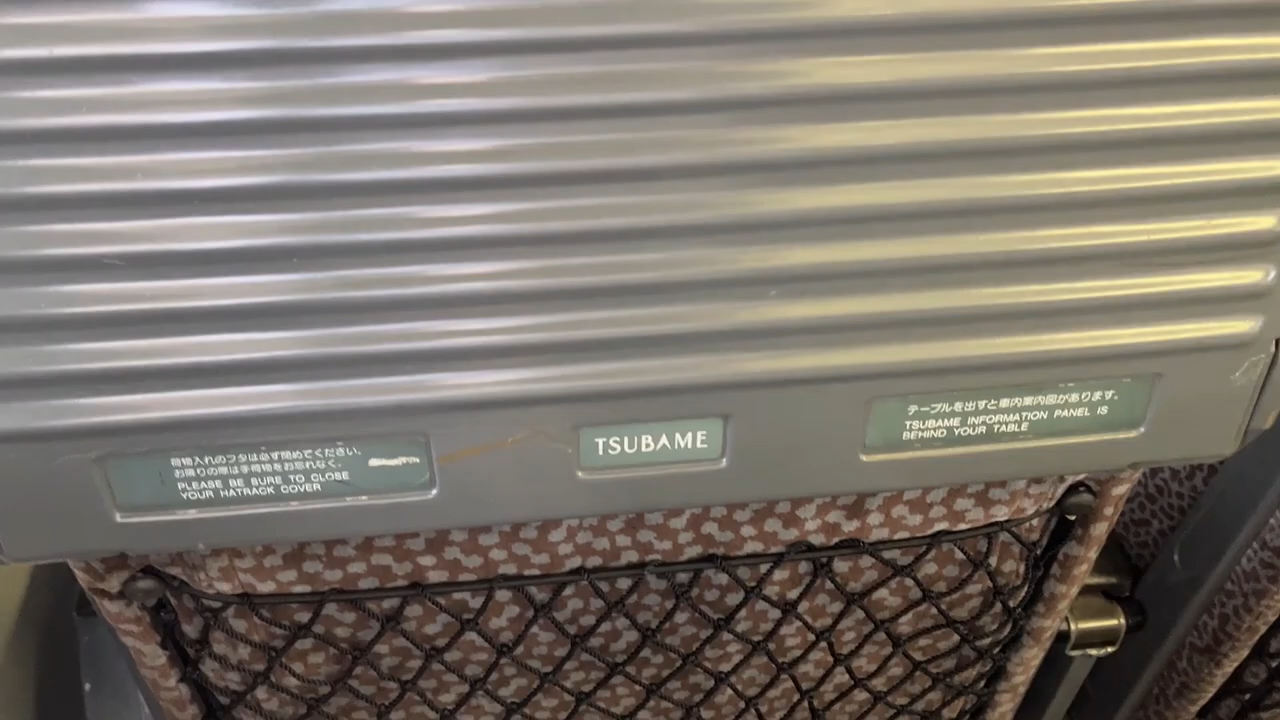 荷物入れのフタは必ず閉めてください。
お降りの際は手荷物をお忘れなく。
PLEASE BE SURE TO CLOSE
YOUR HATRACK COVER
TSUBAME
テーブルを出すと車内案内図があります。
TSUBAME INFORMATION PANEL IS
BEHIND YOUR TABLE